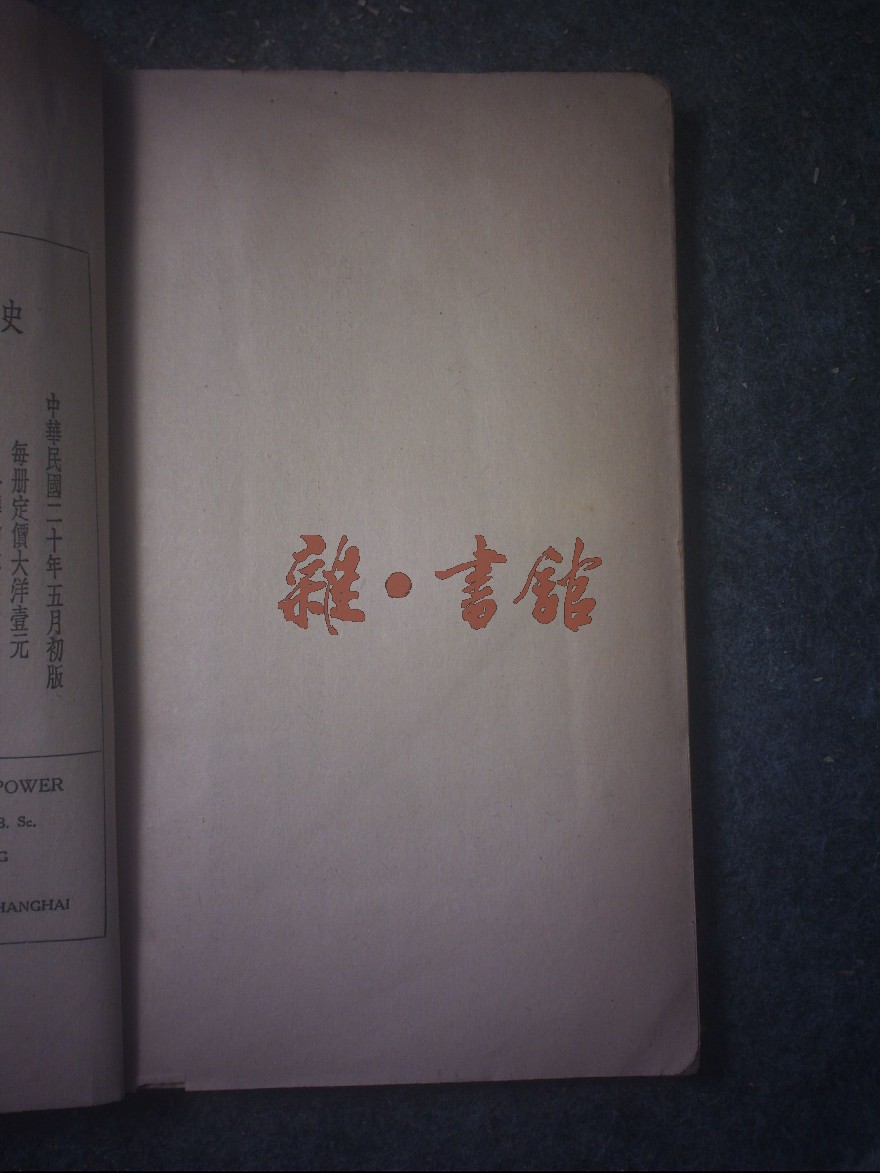 史
中華民國二十年五月初版
每册定價大洋壹元
POWER
B. Sc.
G
HANGHAI
雜•書館